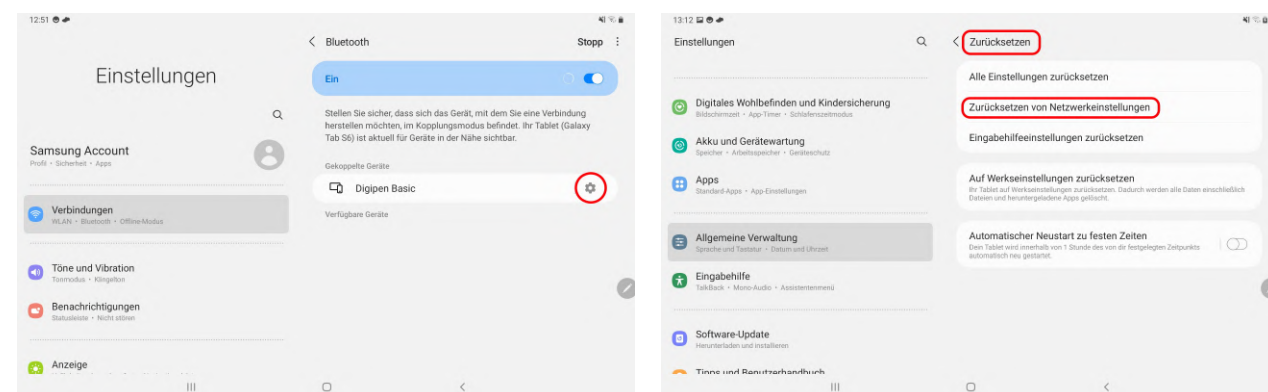 12:51
Bluetooth
Stopp
Einstellungen
Ein
Stellen Sie sicher, dass sich das Gerät, mit dem Sie eine Verbindung
herstellen möchten, im Kopplungsmodus befindet. Ihr Tablet (Galaxy
Tab S6) ist aktuell für Geräte in der Nähe sichtbar.
Samsung Account
Profil • Sicherheit • Apps
Gekoppelte Geräte
Digipen Basic
Verbindungen
WLAN • Bluetooth • Offline-Modus
Verfügbare Geräte
Töne und Vibration
Tonmodus • Klingelton
Benachrichtigungen
Statusleiste • Nicht stören
Anzeige
13:12
Einstellungen
Zurücksetzen
Digitales Wohlbefinden und Kindersicherung
Bildschirmzeit • App-Timer • Schlafenszeitmodus
Akku und Gerätewartung
Speicher • Arbeitsspeicher • Geräteschutz
Apps
Standard-Apps • App-Einstellungen
Allgemeine Verwaltung
Sprache und Tastatur • Datum und Uhrzeit
Eingabehilfe
TalkBack • Mono-Audio • Assistentenmenü
Software-Update
Herunterladen und installieren
Tipps und Benutzerhandbuch
Alle Einstellungen zurücksetzen
Zurücksetzen von Netzwerkeinstellungen
Eingabehilfeeinstellungen zurücksetzen
Auf Werkseinstellungen zurücksetzen
Ihr Tablet auf Werkseinstellungen zurücksetzen. Dadurch werden alle Daten einschließlich
Dateien und heruntergeladene Apps gelöscht.
Automatischer Neustart zu festen Zeiten
Dein Tablet wird innerhalb von 1 Stunde des von dir festgelegten Zeitpunkts
automatisch neu gestartet.